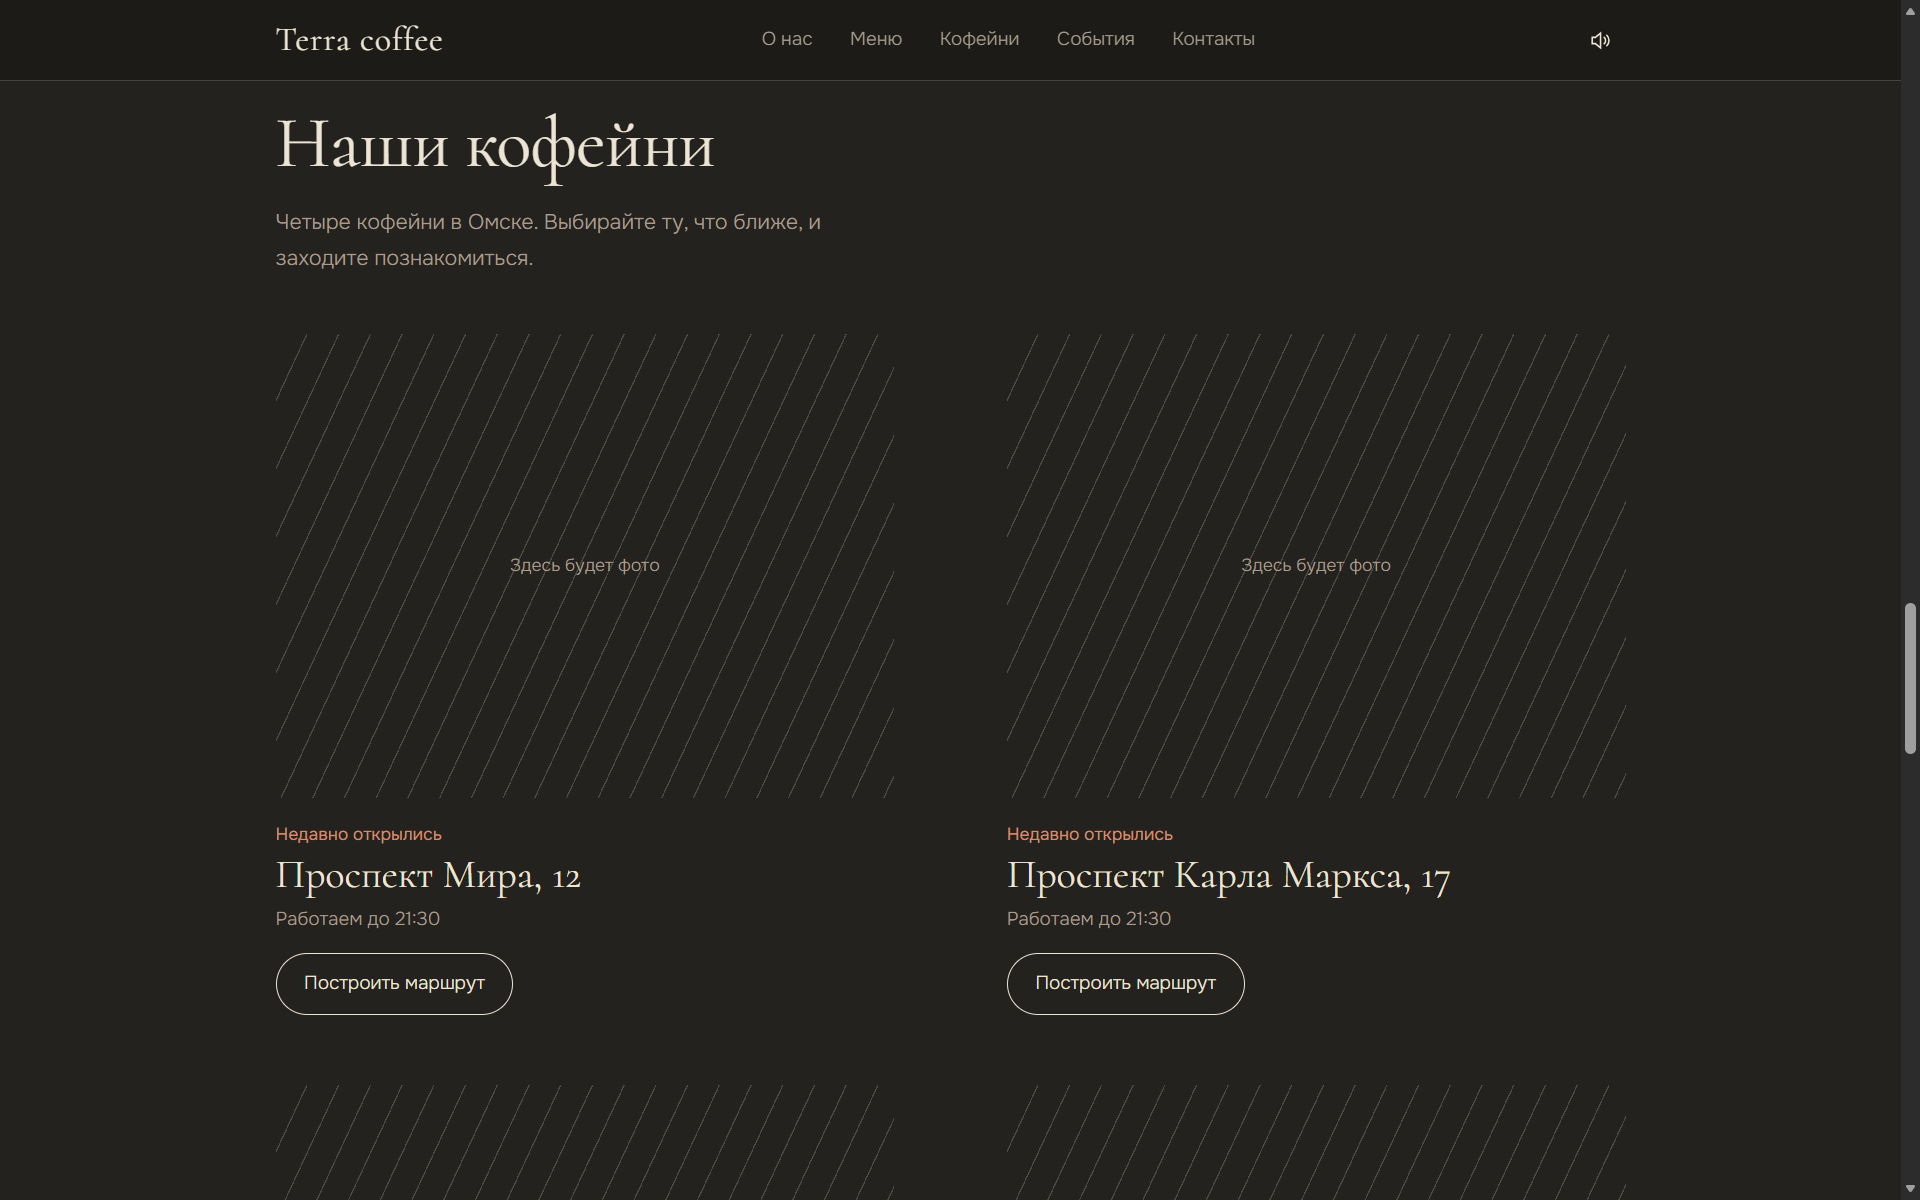 Terra coffee
О нас
Меню
Кофейни
События
Контакты
Наши кофейни
Четыре кофейни в Омске. Выбирайте ту, что ближе, и
заходите познакомиться.
Здесь будет фото
Здесь будет фото
Недавно открылись
Проспект Мира, 12
Работаем до 21:30
Построить маршрут
Недавно открылись
Проспект Карла Маркса, 17
Работаем до 21:30
Построить маршрут